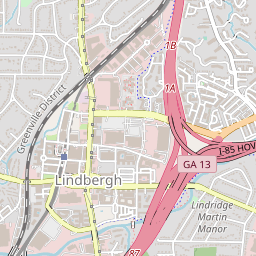 1B
1A
Greenville District
I-85 HOV
GA 13
Lindbergh
Lindridge
Martin
Manor
87